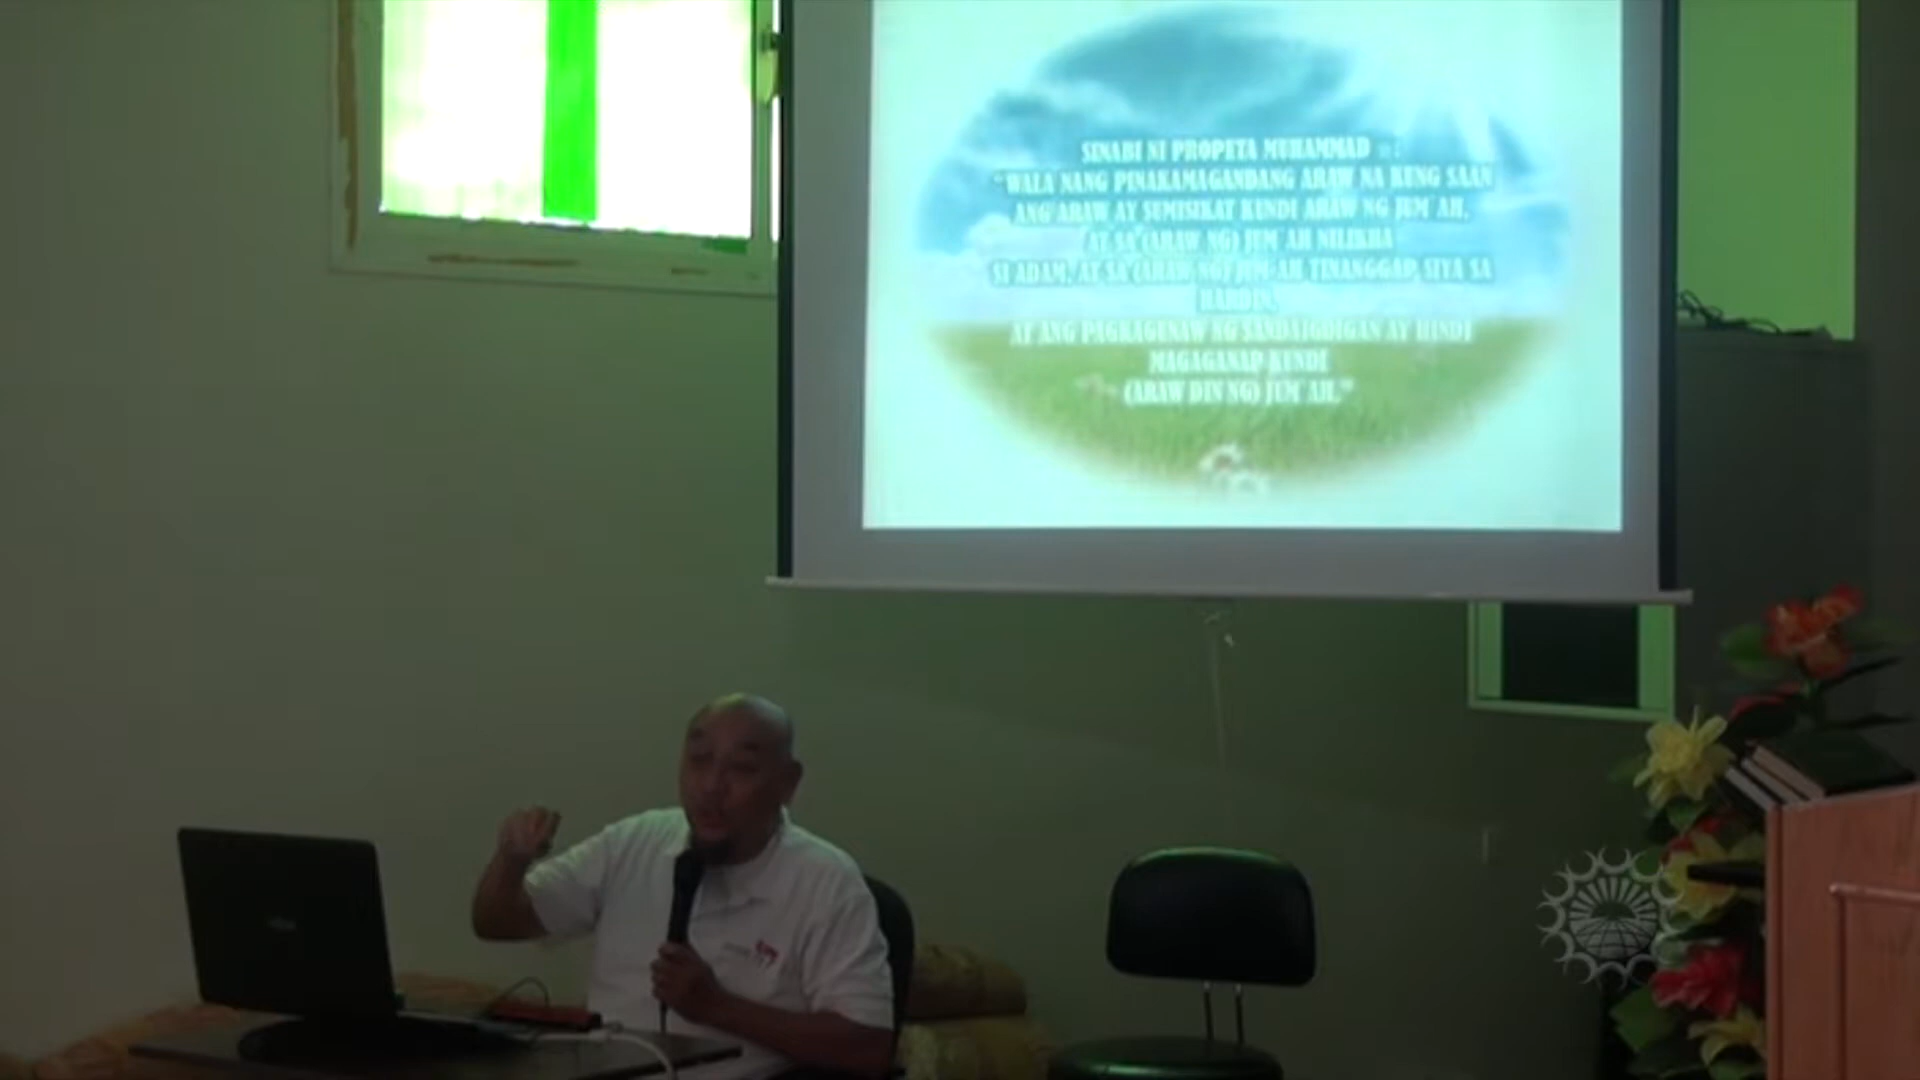 SINABI NI PROPETA MUHAMMAD :
"WALA NANG PINAKAMAGANDANG ARAW NA KUNG SAAN
ANG ARAW AY SUMISIKAT KUNDI ARAW NG JUM'AH,
AT SA (ARAW NG) JUM'AH NILIKHA
SI ADAM, AT SA (ARAW NG) JUM'AH TINANGGAP SIYA SA
HARDIN,
AT ANG PAGKAGUNAW NG SANDAIGDIGAN AY HINDI
MAGAGANAP KUNDI
(ARAW DIN NG) JUM'AH."